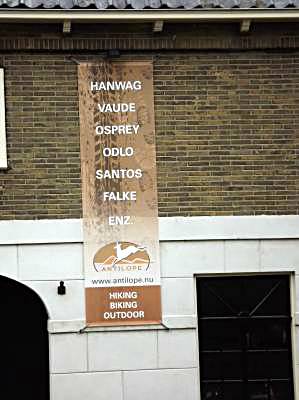 HANWAG
VAUDE
OSPREY
ODLO
SANTOS
FALKE
ENZ.
ANTILOPE
www.antilope.nu
HIKING
BIKING
OUTDOOR